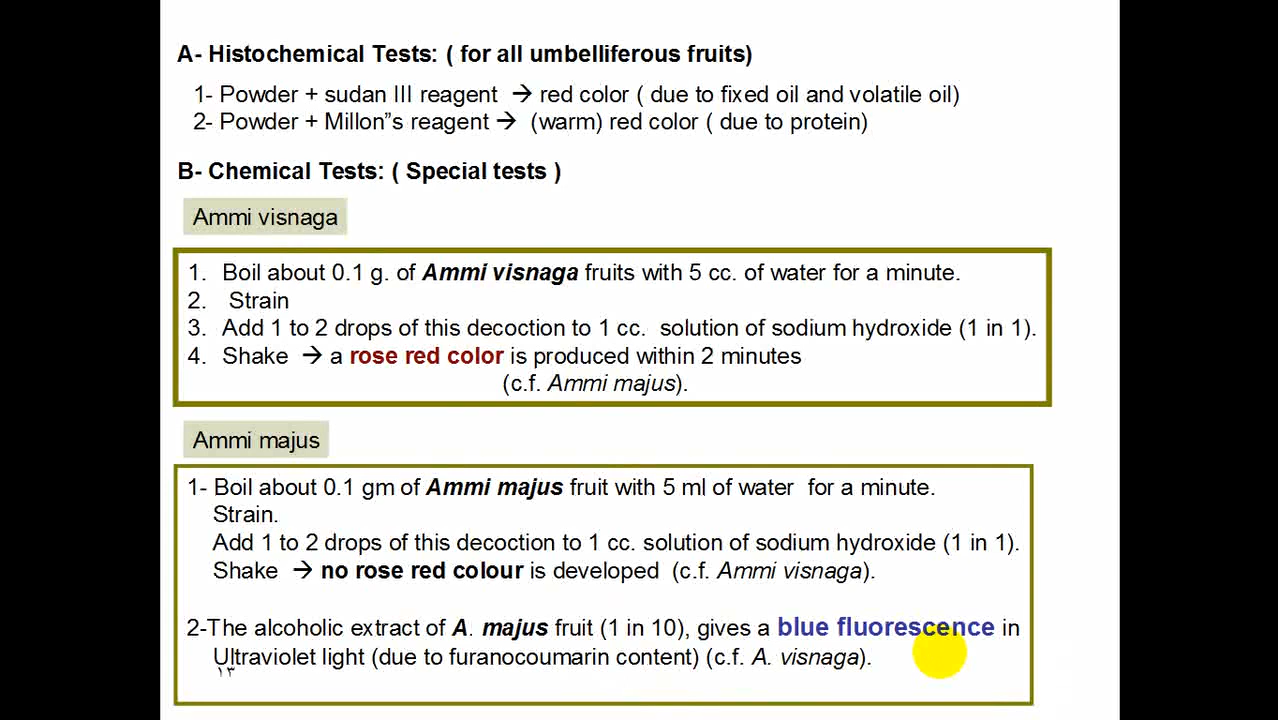 A- Histochemical Tests: ( for all umbelliferous fruits)
1- Powder + sudan III reagent → red color ( due to fixed oil and volatile oil)
2- Powder + Millon"s reagent → (warm) red color ( due to protein)
B- Chemical Tests: ( Special tests )
Ammi visnaga
1. Boil about 0.1 g. of Ammi visnaga fruits with 5 cc. of water for a minute.
2. Strain
3. Add 1 to 2 drops of this decoction to 1 cc. solution of sodium hydroxide (1 in 1).
4. Shake → a rose red color is produced within 2 minutes
(c.f. Ammi majus).
Ammi majus
1- Boil about 0.1 gm of Ammi majus fruit with 5 ml of water for a minute.
Strain.
Add 1 to 2 drops of this decoction to 1 cc. solution of sodium hydroxide (1 in 1).
Shake → no rose red colour is developed (c.f. Ammi visnaga).
2-The alcoholic extract of A. majus fruit (1 in 10), gives a blue fluorescence in
Ultraviolet light (due to furanocoumarin content) (c.f. A. visnaga).
١٣